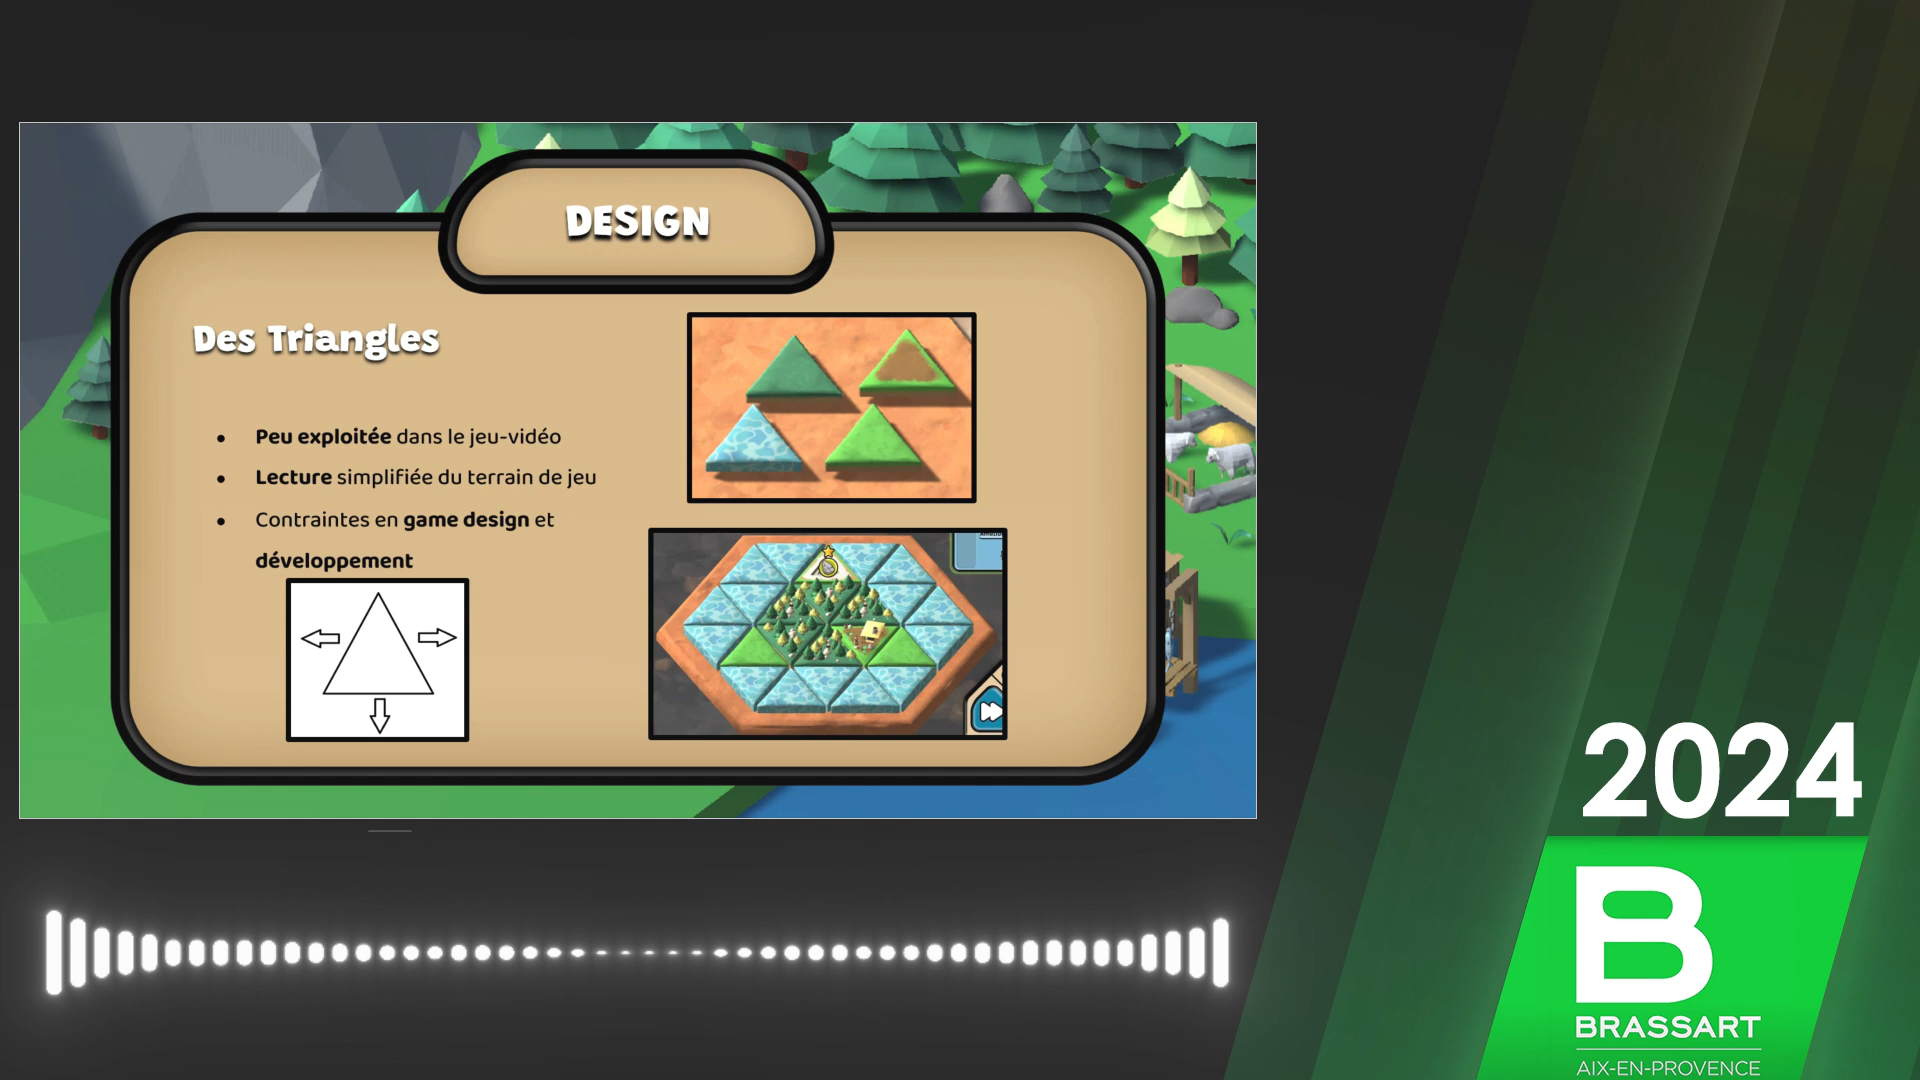 DESIGN
Des Triangles
• Peu exploitée dans le jeu-vidéo
• Lecture simplifiée du terrain de jeu
• Contraintes en game design et
développement
2024
B
BRASSART
AIX-EN-PROVENCE